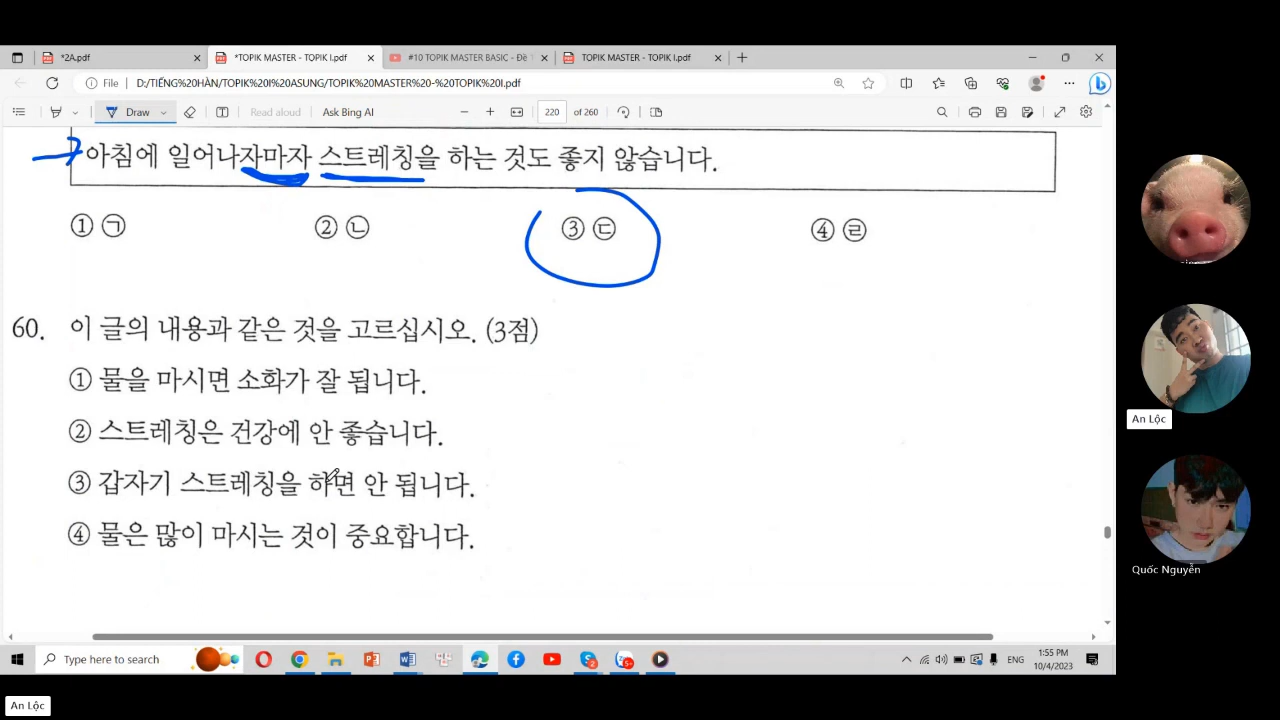 *2A.pdf
*TOPIK MASTER - TOPIK I.pdf
#10 TOPIK MASTER BASIC - Đề
TOPIK MASTER - TOPIK I.pdf
File D:/TIẾNG%20HÀN/TOPIK%20I%20ASUNG/TOPIK%20MASTER%20-%20TOPIK%20I.pdf
Draw Read aloud Ask Bing AI 220 of 260
아침에 일어나자마자 스트레칭을 하는 것도 좋지 않습니다.
① ㉠ ② ㉡ ③ ㉢ ④ ㉣
60. 이 글의 내용과 같은 것을 고르십시오. (3점)
① 물을 마시면 소화가 잘 됩니다.
② 스트레칭은 건강에 안 좋습니다.
③ 갑자기 스트레칭을 하면 안 됩니다.
④ 물은 많이 마시는 것이 중요합니다.
An Lộc
Quốc Nguyễn
Type here to search
2
5+
ENG
1:55 PM
10/4/2023
An Lộc